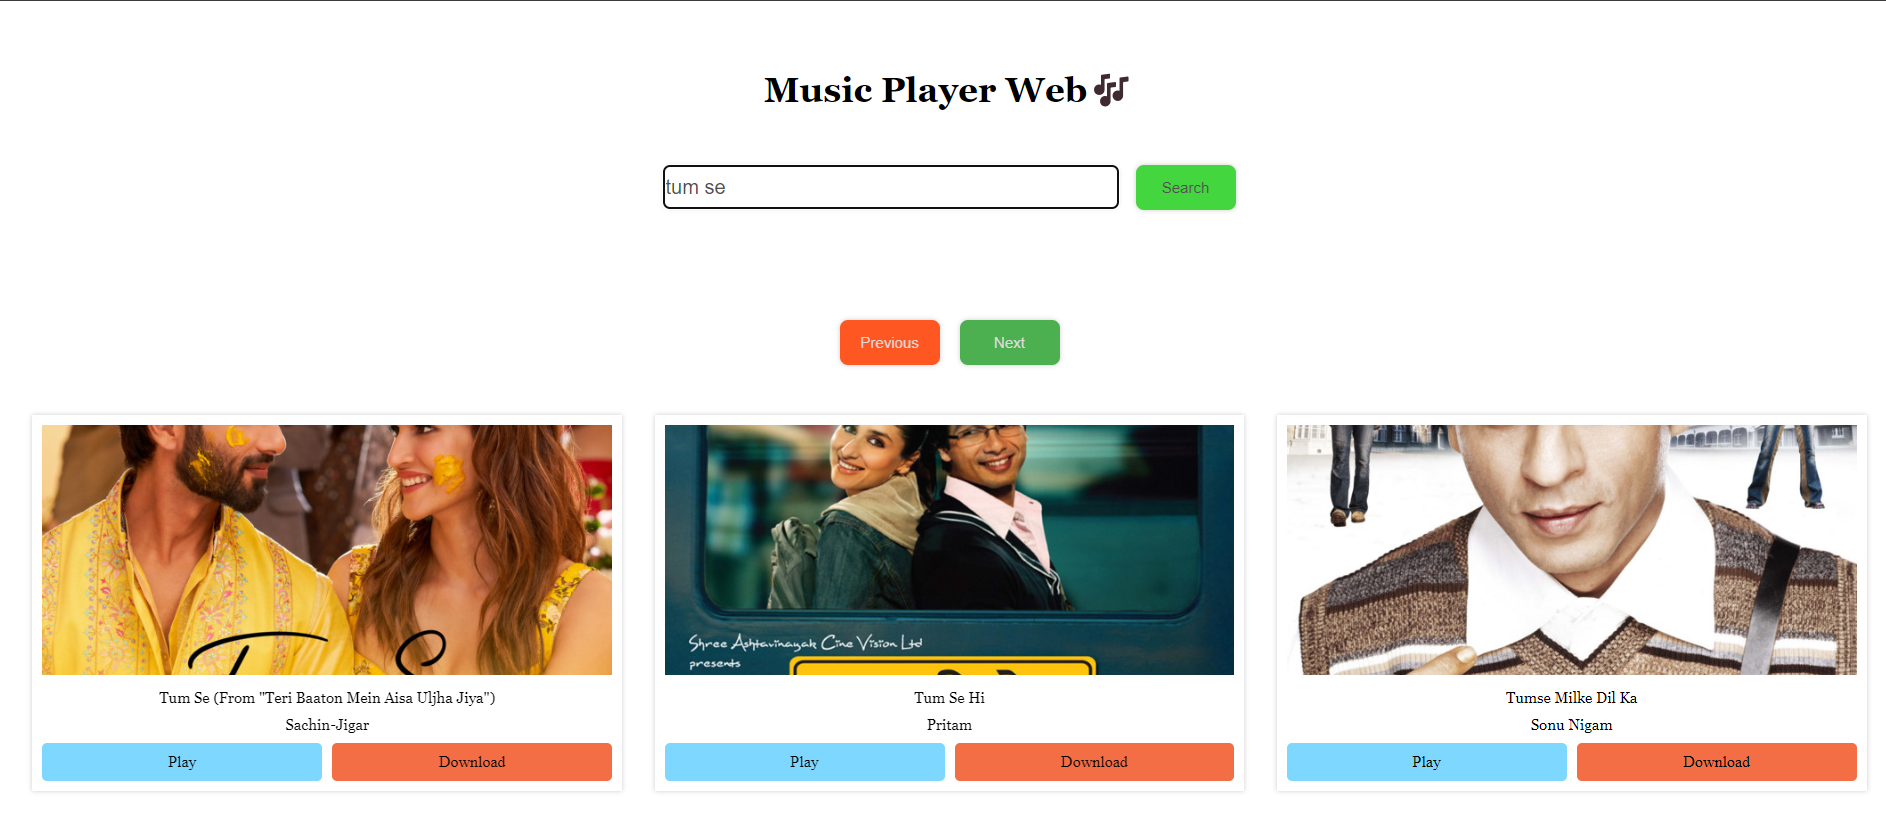 Music Player Web
tum se
Search
Previous
Next
Tum Se (From "Teri Baaton Mein Aisa Uljha Jiya")
Sachin-Jigar
Play
Download
Shree Ashtavinayak Cine Vision Ltd
presents
Tum Se Hi
Pritam
Play
Download
Tumse Milke Dil Ka
Sonu Nigam
Play
Download